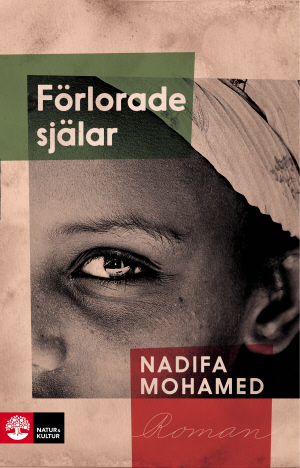 Förlorade
själar
NADIFA
MOHAMED
Roman
NATUR &
KULTUR